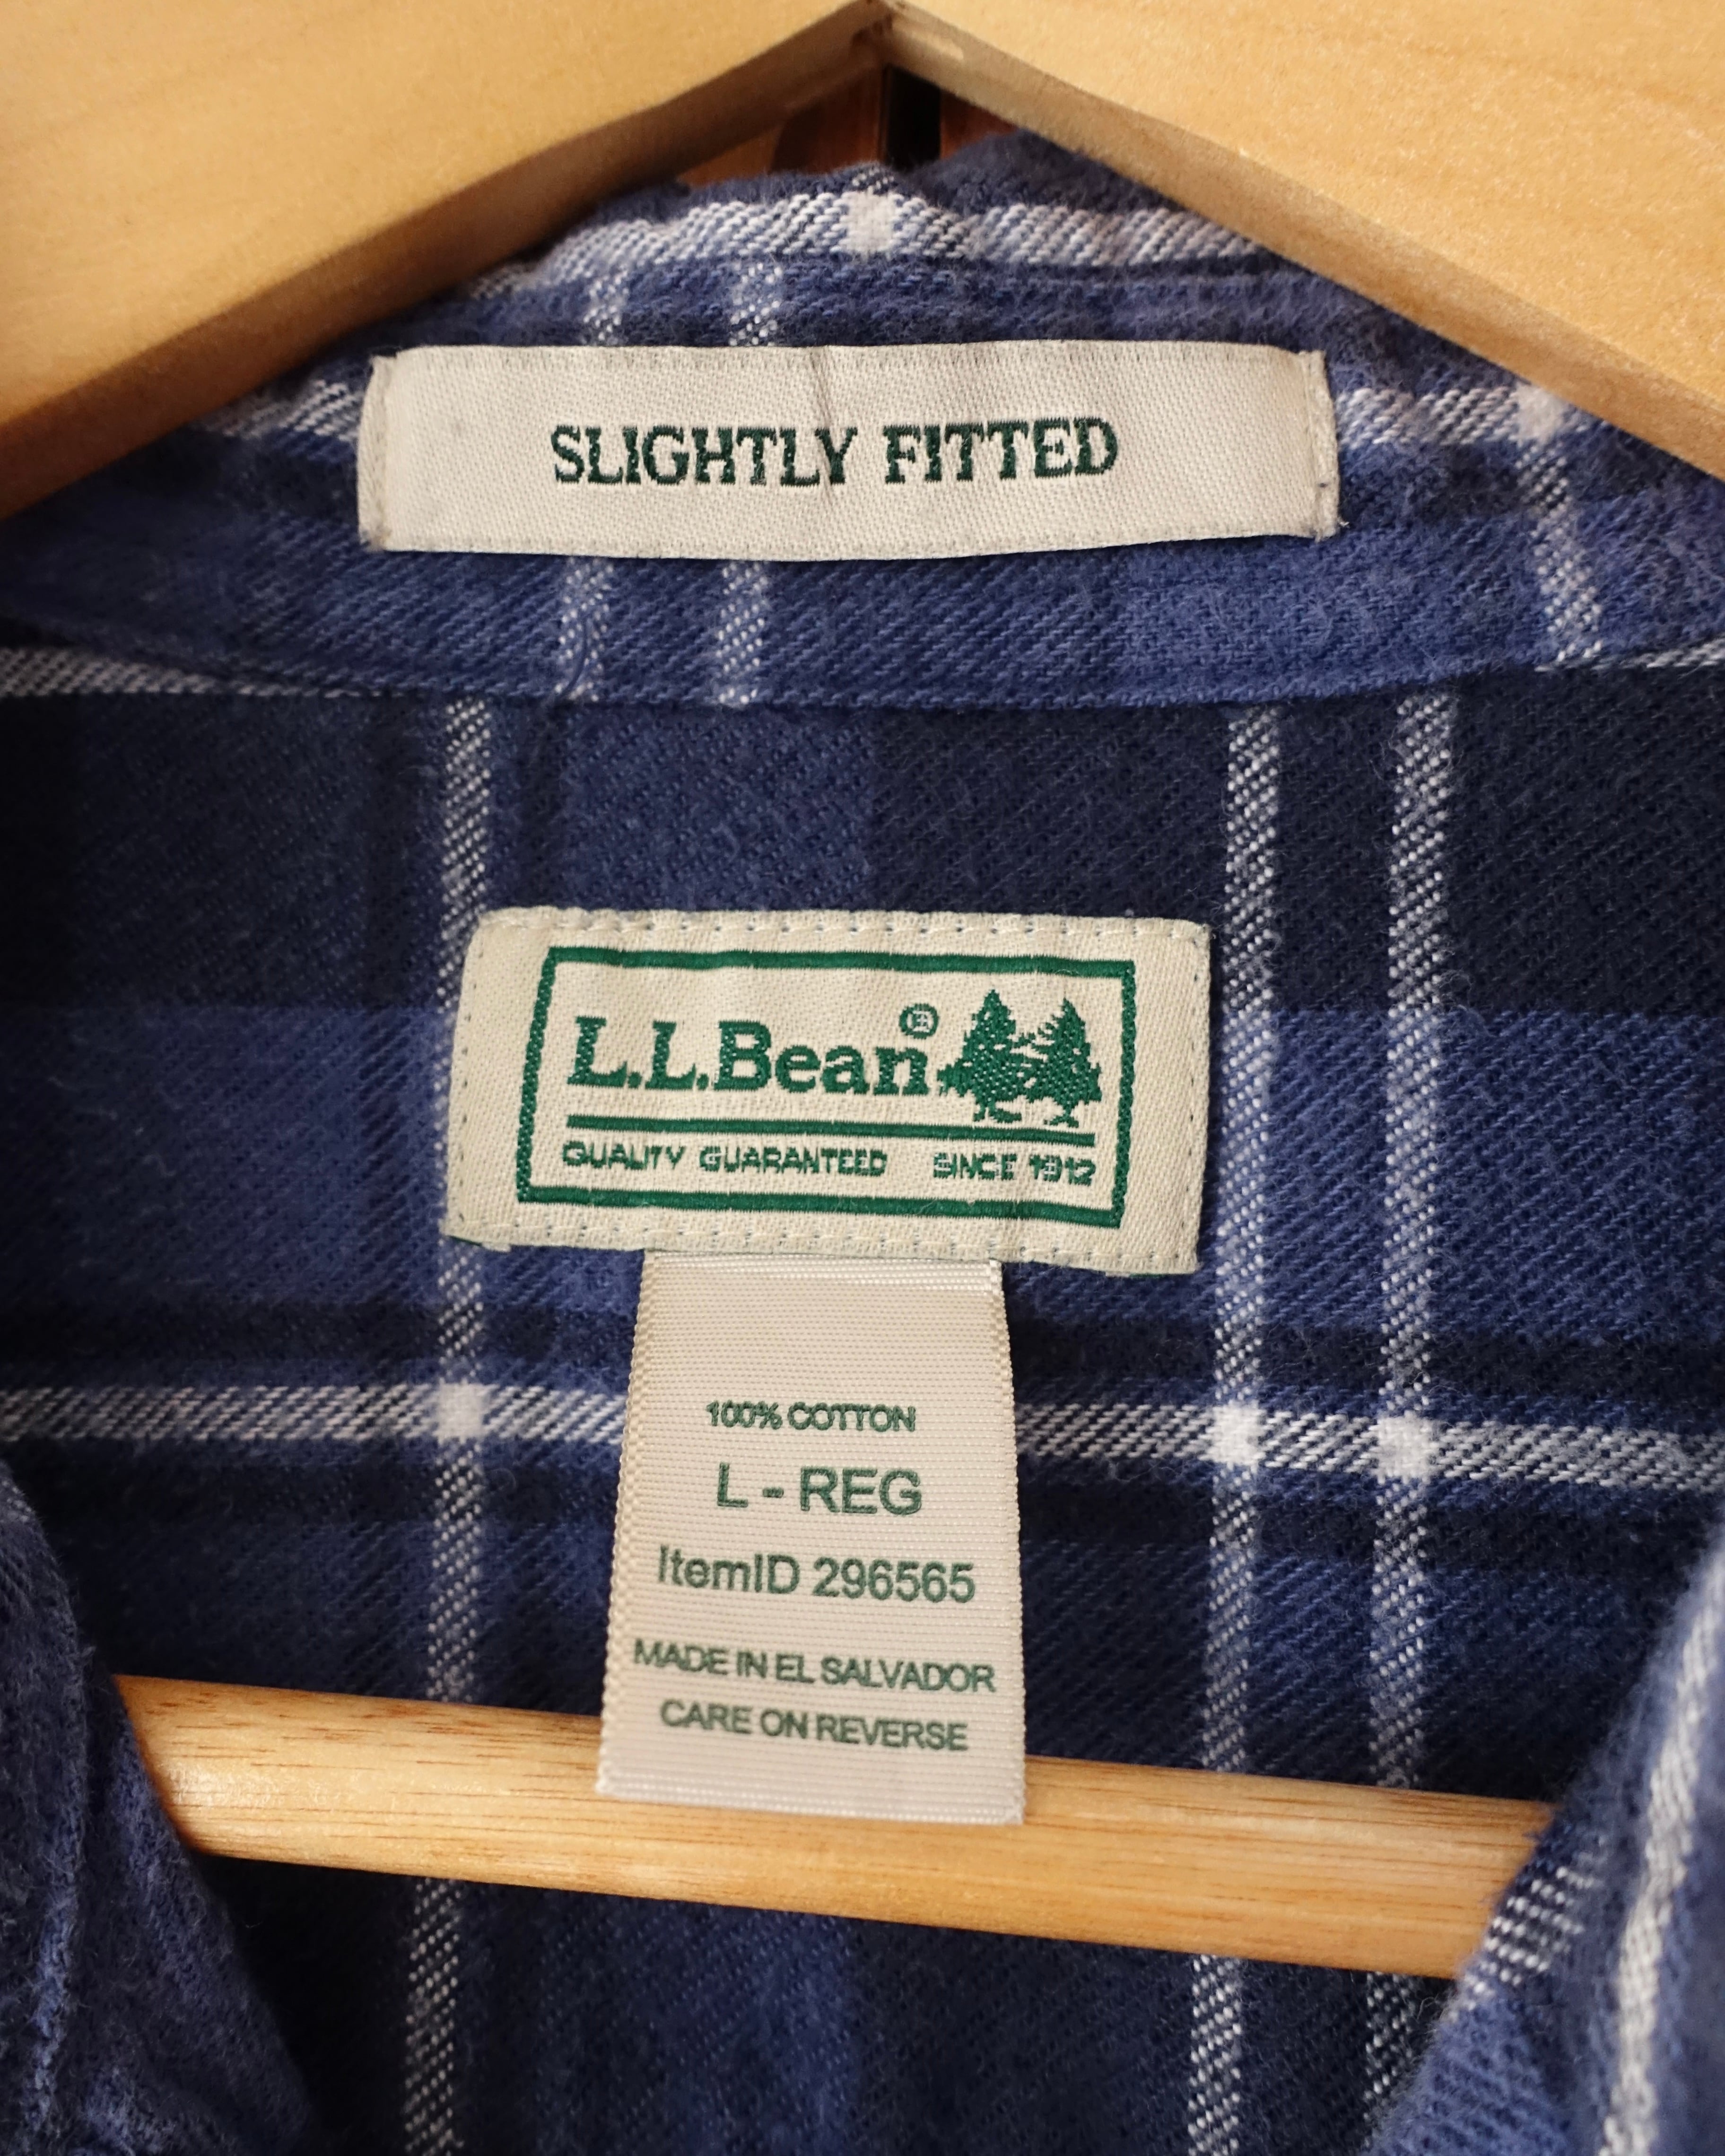 SLIGHTLY FITTED
L.L.Bean®
QUALITY GUARANTEED SINCE 1912
100% COTTON
L - REG
ItemID 296565
MADE IN EL SALVADOR
CARE ON REVERSE